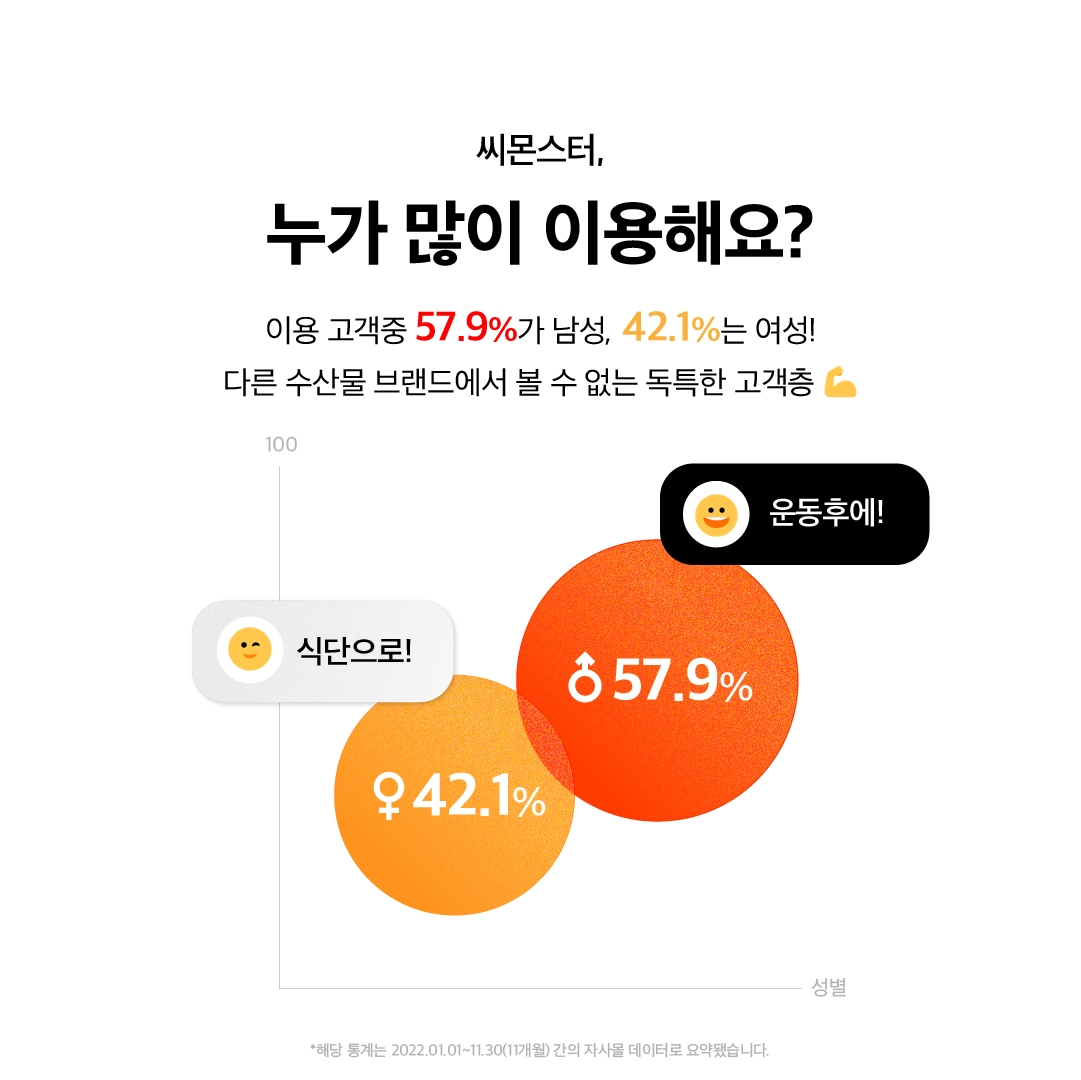 씨몬스터,
누가 많이 이용해요?
이용 고객중 57.9%가 남성, 42.1%는 여성!
다른 수산물 브랜드에서 볼 수 없는 독특한 고객층 💪
100
운동후에!
식단으로!
♂57.9%
♀42.1%
성별
*해당 통계는 2022.01.01~11.30(11개월) 간의 자사몰 데이터로 요약됐습니다.